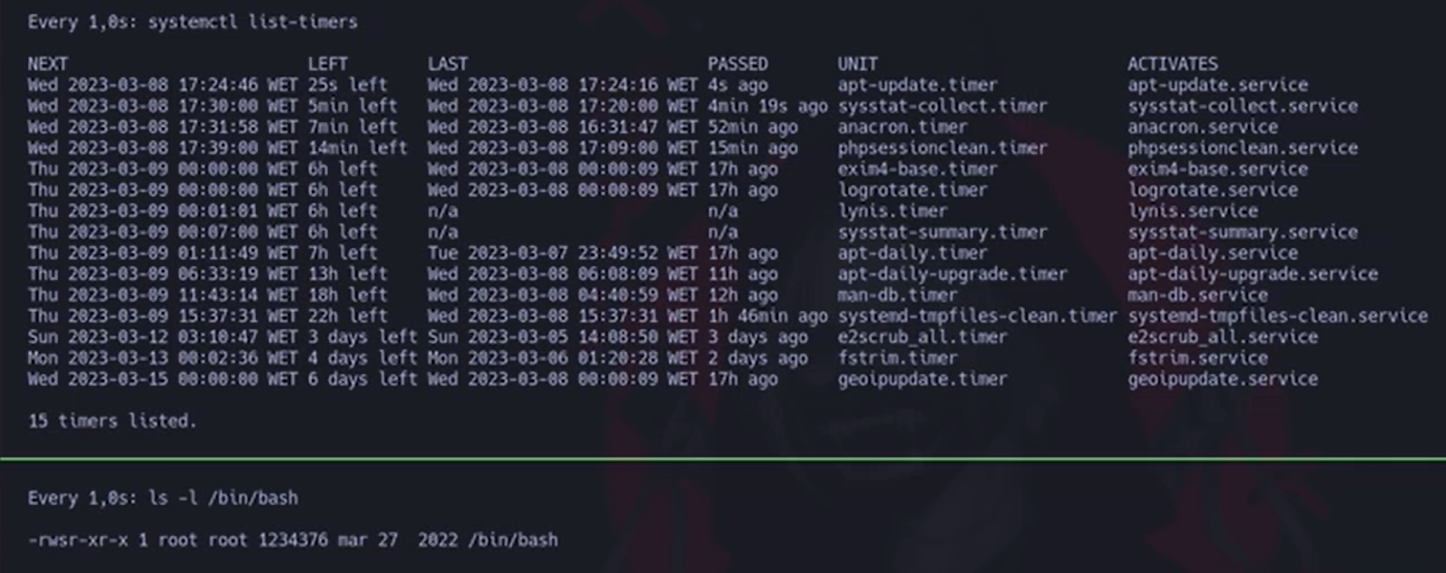 Every 1,0s: systemctl list-timers
NEXT LEFT LAST PASSED UNIT ACTIVATES
Wed 2023-03-08 17:24:46 WET 25s left Wed 2023-03-08 17:24:16 WET 4s ago apt-update.timer apt-update.service
Wed 2023-03-08 17:30:00 WET 5min left Wed 2023-03-08 17:20:00 WET 4min 19s ago sysstat-collect.timer sysstat-collect.service
Wed 2023-03-08 17:31:58 WET 7min left Wed 2023-03-08 16:31:47 WET 52min ago anacron.timer anacron.service
Wed 2023-03-08 17:39:00 WET 14min left Wed 2023-03-08 17:09:00 WET 15min ago phpsessionclean.timer phpsessionclean.service
Thu 2023-03-09 00:00:00 WET 6h left Wed 2023-03-08 00:00:09 WET 17h ago exim4-base.timer exim4-base.service
Thu 2023-03-09 00:00:00 WET 6h left Wed 2023-03-08 00:00:09 WET 17h ago logrotate.timer logrotate.service
Thu 2023-03-09 00:01:01 WET 6h left n/a n/a lynis.timer lynis.service
Thu 2023-03-09 00:07:00 WET 6h left n/a n/a sysstat-summary.timer sysstat-summary.service
Thu 2023-03-09 01:11:49 WET 7h left Tue 2023-03-07 23:49:52 WET 17h ago apt-daily.timer apt-daily.service
Thu 2023-03-09 06:33:19 WET 13h left Wed 2023-03-08 06:08:09 WET 11h ago apt-daily-upgrade.timer apt-daily-upgrade.service
Thu 2023-03-09 11:43:14 WET 18h left Wed 2023-03-08 04:40:59 WET 12h ago man-db.timer man-db.service
Thu 2023-03-09 15:37:31 WET 22h left Wed 2023-03-08 15:37:31 WET 1h 46min ago systemd-tmpfiles-clean.timer systemd-tmpfiles-clean.service
Sun 2023-03-12 03:10:47 WET 3 days left Sun 2023-03-05 14:08:50 WET 3 days ago e2scrub_all.timer e2scrub_all.service
Mon 2023-03-13 00:02:36 WET 4 days left Mon 2023-03-06 01:20:28 WET 2 days ago fstrim.timer fstrim.service
Wed 2023-03-15 00:00:00 WET 6 days left Wed 2023-03-08 00:00:09 WET 17h ago geoipupdate.timer geoipupdate.service
15 timers listed.
Every 1,0s: ls -l /bin/bash
-rwsr-xr-x 1 root root 1234376 mar 27 2022 /bin/bash